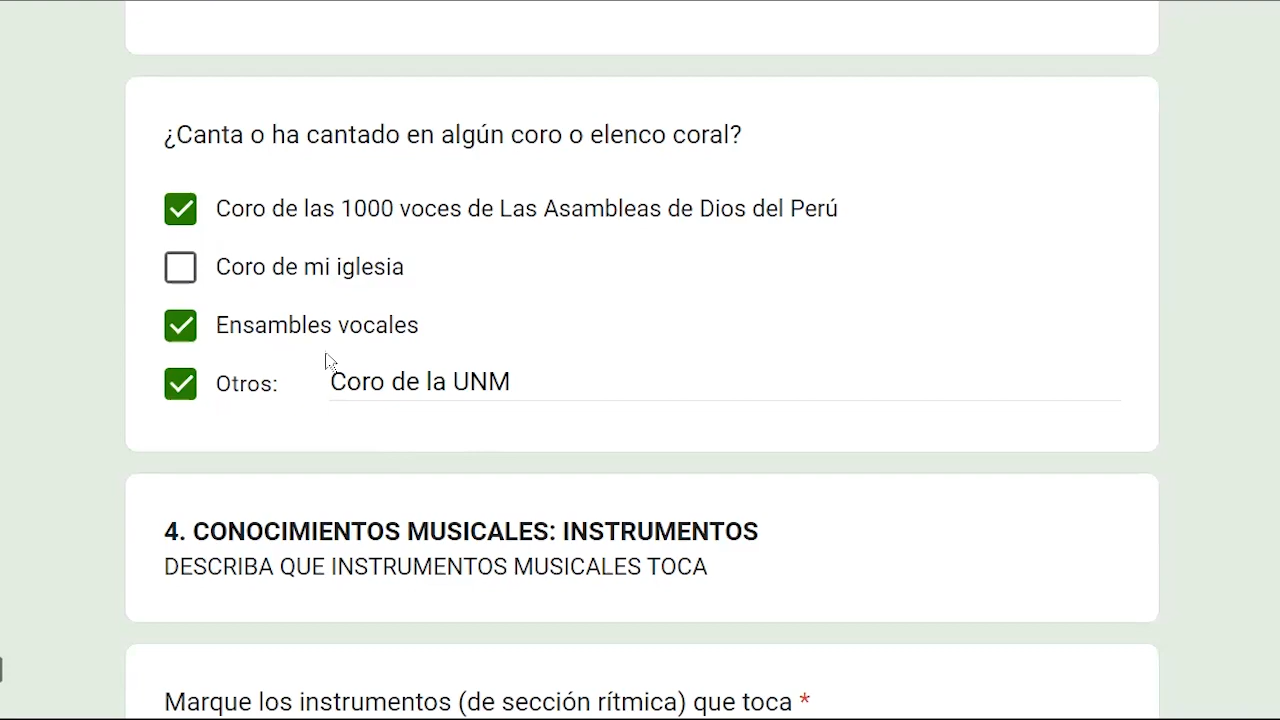 ¿Canta o ha cantado en algún coro o elenco coral?
Coro de las 1000 voces de Las Asambleas de Dios del Perú
Coro de mi iglesia
Ensambles vocales
Otros: Coro de la UNM
4. CONOCIMIENTOS MUSICALES: INSTRUMENTOS
DESCRIBA QUE INSTRUMENTOS MUSICALES TOCA
Marque los instrumentos (de sección rítmica) que toca *